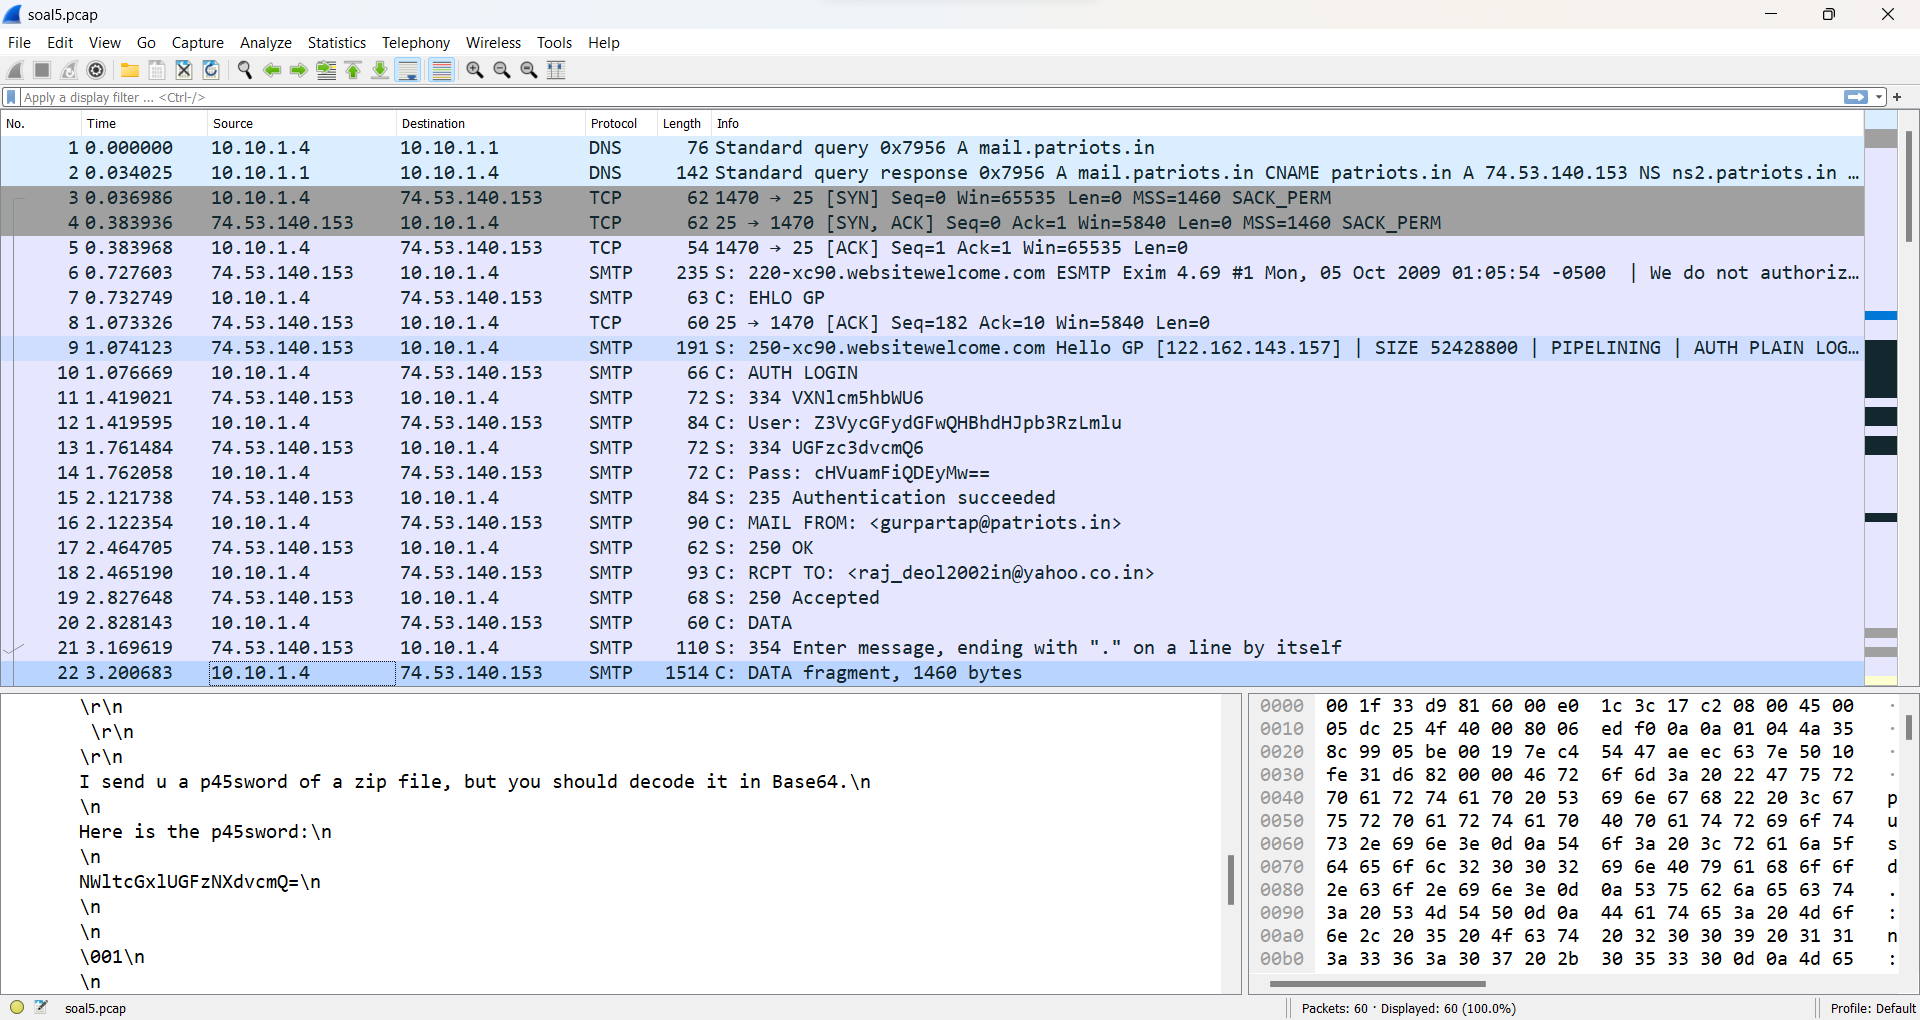 soal5.pcap
File Edit View Go Capture Analyze Statistics Telephony Wireless Tools Help
Apply a display filter ... <Ctrl-/>
No. Time Source Destination Protocol Length Info
1 0.000000 10.10.1.4 10.10.1.1 DNS 76 Standard query 0x7956 A mail.patriots.in
2 0.034025 10.10.1.1 10.10.1.4 DNS 142 Standard query response 0x7956 A mail.patriots.in CNAME patriots.in A 74.53.140.153 NS ns2.patriots.in …
3 0.036986 10.10.1.4 74.53.140.153 TCP 62 1470 → 25 [SYN] Seq=0 Win=65535 Len=0 MSS=1460 SACK_PERM
4 0.383936 74.53.140.153 10.10.1.4 TCP 62 25 → 1470 [SYN, ACK] Seq=0 Ack=1 Win=5840 Len=0 MSS=1460 SACK_PERM
5 0.383968 10.10.1.4 74.53.140.153 TCP 54 1470 → 25 [ACK] Seq=1 Ack=1 Win=65535 Len=0
6 0.727603 74.53.140.153 10.10.1.4 SMTP 235 S: 220-xc90.websitewelcome.com ESMTP Exim 4.69 #1 Mon, 05 Oct 2009 01:05:54 -0500 | We do not authoriz…
7 0.732749 10.10.1.4 74.53.140.153 SMTP 63 C: EHLO GP
8 1.073326 74.53.140.153 10.10.1.4 TCP 60 25 → 1470 [ACK] Seq=182 Ack=10 Win=5840 Len=0
9 1.074123 74.53.140.153 10.10.1.4 SMTP 191 S: 250-xc90.websitewelcome.com Hello GP [122.162.143.157] | SIZE 52428800 | PIPELINING | AUTH PLAIN LOG…
10 1.076669 10.10.1.4 74.53.140.153 SMTP 66 C: AUTH LOGIN
11 1.419021 74.53.140.153 10.10.1.4 SMTP 72 S: 334 VXNlcm5hbWU6
12 1.419595 10.10.1.4 74.53.140.153 SMTP 84 C: User: Z3VycGFydGFwQHBhdHJpb3RzLmlu
13 1.761484 74.53.140.153 10.10.1.4 SMTP 72 S: 334 UGFzc3dvcmQ6
14 1.762058 10.10.1.4 74.53.140.153 SMTP 72 C: Pass: cHVuamFiQDEyMw==
15 2.121738 74.53.140.153 10.10.1.4 SMTP 84 S: 235 Authentication succeeded
16 2.122354 10.10.1.4 74.53.140.153 SMTP 90 C: MAIL FROM: <gurpartap@patriots.in>
17 2.464705 74.53.140.153 10.10.1.4 SMTP 62 S: 250 OK
18 2.465190 10.10.1.4 74.53.140.153 SMTP 93 C: RCPT TO: <raj_deol2002in@yahoo.co.in>
19 2.827648 74.53.140.153 10.10.1.4 SMTP 68 S: 250 Accepted
20 2.828143 10.10.1.4 74.53.140.153 SMTP 60 C: DATA
21 3.169619 74.53.140.153 10.10.1.4 SMTP 110 S: 354 Enter message, ending with "." on a line by itself
22 3.200683 10.10.1.4 74.53.140.153 SMTP 1514 C: DATA fragment, 1460 bytes
\r\n
\r\n
\r\n
I send u a p45sword of a zip file, but you should decode it in Base64.\n
\n
Here is the p45sword:\n
\n
NWltcGxlUGFzNXdvcmQ=\n
\n
\n
\001\n
\n
0000 00 1f 33 d9 81 60 00 e0 1c 3c 17 c2 08 00 45 00 ·
0010 05 dc 25 4f 40 00 80 06 ed f0 0a 0a 01 04 4a 35 ·
0020 8c 99 05 be 00 19 7e c4 54 47 ae ec 63 7e 50 10 ·
0030 fe 31 d6 82 00 00 46 72 6f 6d 3a 20 22 47 75 72 ·
0040 70 61 72 74 61 70 20 53 69 6e 67 68 22 20 3c 67 p
0050 75 72 70 61 72 74 61 70 40 70 61 74 72 69 6f 74 u
0060 73 2e 69 6e 3e 0d 0a 54 6f 3a 20 3c 72 61 6a 5f s
0070 64 65 6f 6c 32 30 30 32 69 6e 40 79 61 68 6f 6f d
0080 2e 63 6f 2e 69 6e 3e 0d 0a 53 75 62 6a 65 63 74 .
0090 3a 20 53 4d 54 50 0d 0a 44 61 74 65 3a 20 4d 6f :
00a0 6e 2c 20 35 20 4f 63 74 20 32 30 30 39 20 31 31 n
00b0 3a 33 36 3a 30 37 20 2b 30 35 33 30 0d 0a 4d 65 :
soal5.pcap Packets: 60 · Displayed: 60 (100.0%) Profile: Default